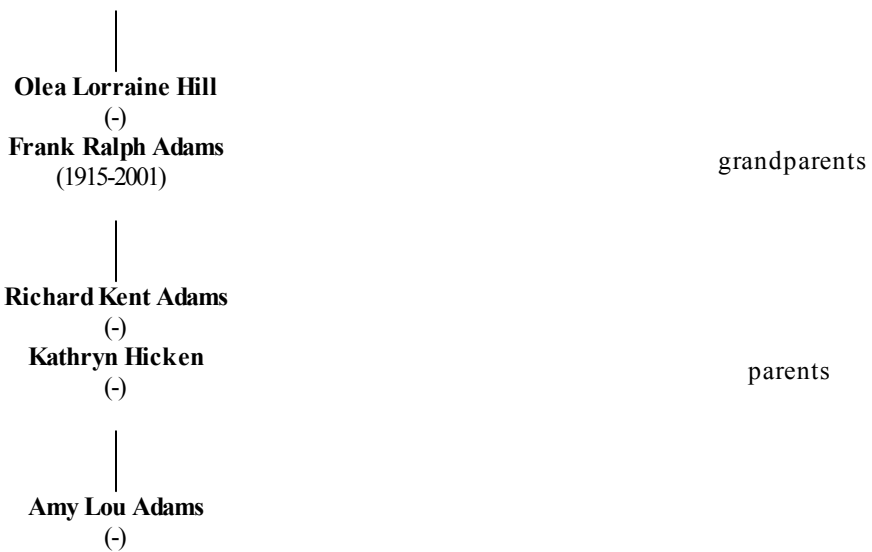 Olea Lorraine Hill
(-)
Frank Ralph Adams
(1915-2001)
grandparents
Richard Kent Adams
(-)
Kathryn Hicken
(-)
parents
Amy Lou Adams
(-)